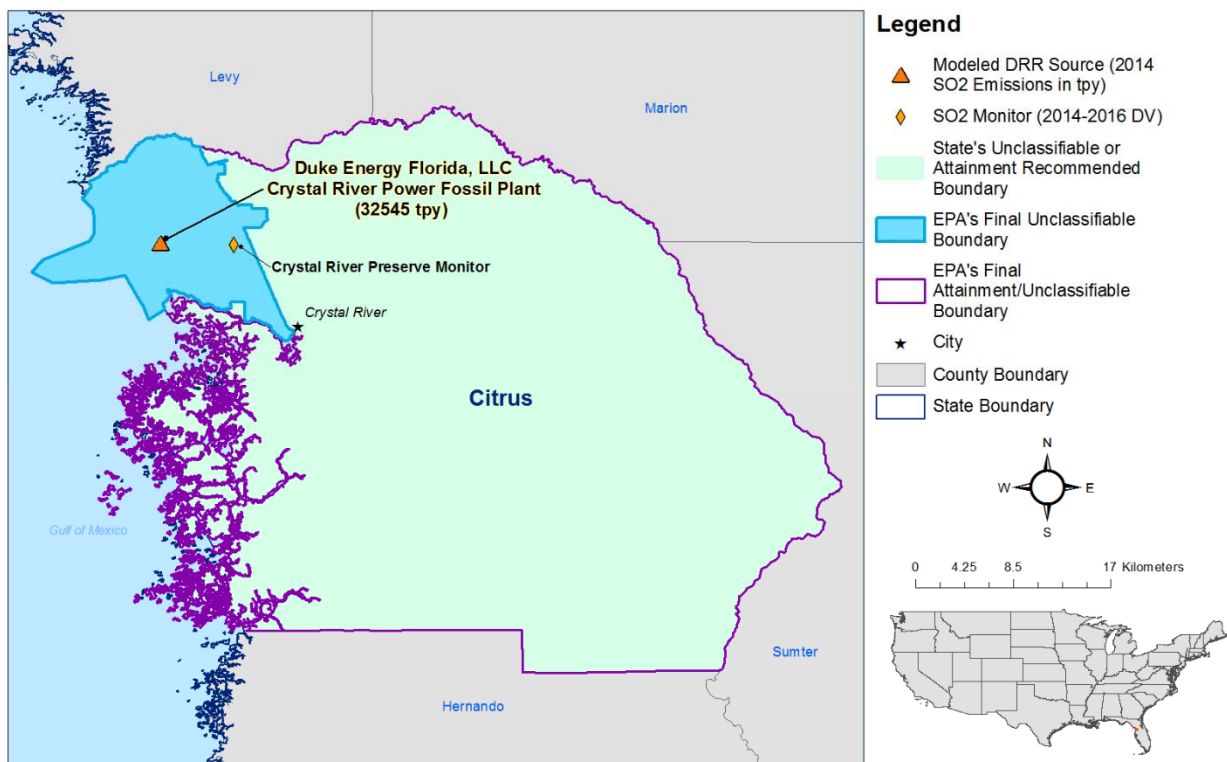 Levy
Marion
Duke Energy Florida, LLC
Crystal River Power Fossil Plant
(32545 tpy)
Crystal River Preserve Monitor
Crystal River
Citrus
Gulf of Mexico
Sumter
Hernando
Legend
Modeled DRR Source (2014
SO2 Emissions in tpy)
SO2 Monitor (2014-2016 DV)
State's Unclassifiable or
Attainment Recommended
Boundary
EPA's Final Unclassifiable
Boundary
EPA's Final
Attainment/Unclassifiable
Boundary
City
County Boundary
State Boundary
N
W E
S
0 4.25 8.5 17 Kilometers